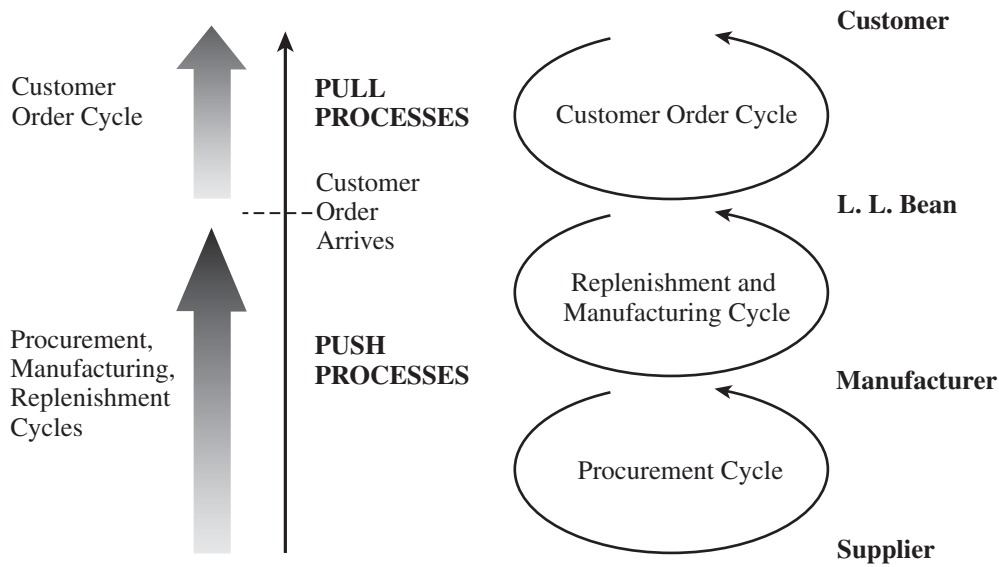 Customer
Order Cycle
PULL
PROCESSES
Customer
Order
Arrives
Procurement,
Manufacturing,
Replenishment
Cycles
PUSH
PROCESSES
Customer
Customer Order Cycle
L. L. Bean
Replenishment and
Manufacturing Cycle
Manufacturer
Procurement Cycle
Supplier